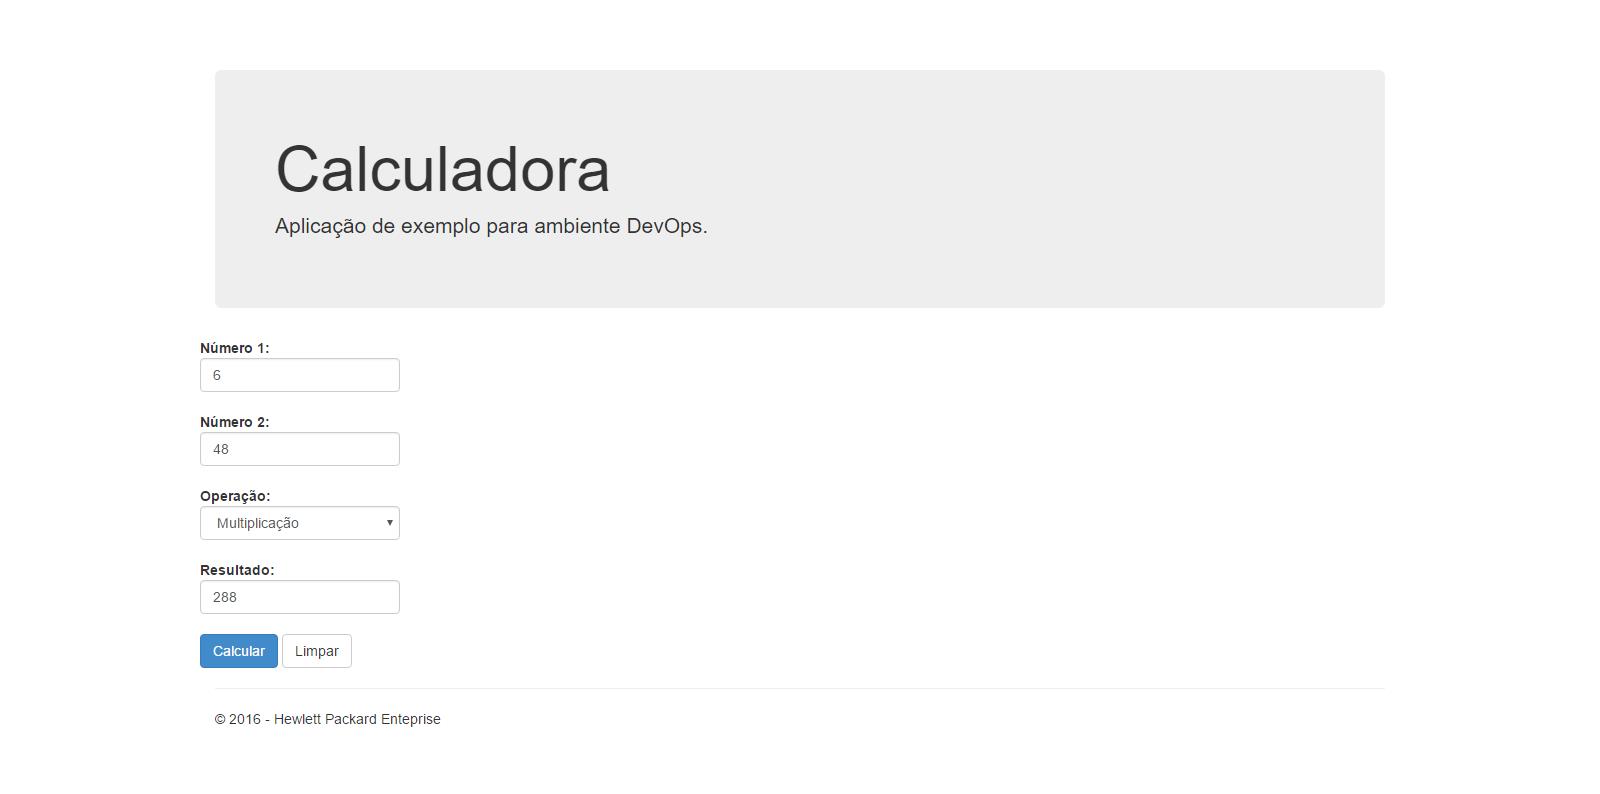 Calculadora
Aplicação de exemplo para ambiente DevOps.
Número 1:
6
Número 2:
48
Operação:
Multiplicação
Resultado:
288
Calcular Limpar
© 2016 - Hewlett Packard Enteprise